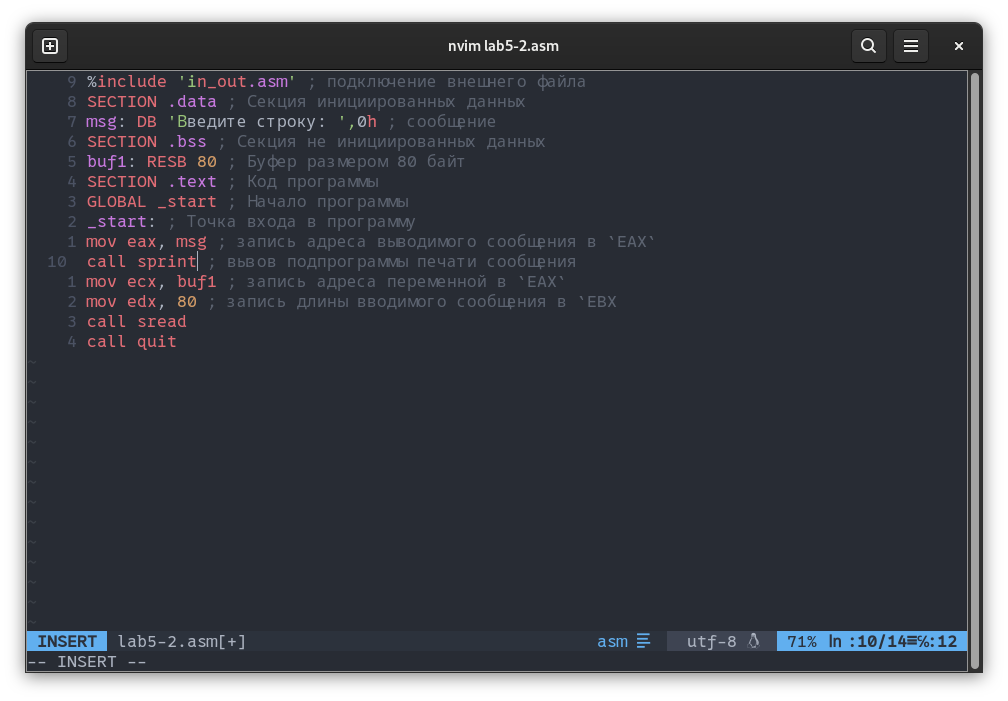 nvim lab5-2.asm
9 %include 'in_out.asm' ; подключение внешнего файла
8 SECTION .data ; Секция инициированных данных
7 msg: DB 'Введите строку: ',0h ; сообщение
6 SECTION .bss ; Секция не инициированных данных
5 buf1: RESB 80 ; Буфер размером 80 байт
4 SECTION .text ; Код программы
3 GLOBAL _start ; Начало программы
2 _start: ; Точка входа в программу
1 mov eax, msg ; запись адреса выводимого сообщения в `EAX`
10 call sprint ; вызов подпрограммы печати сообщения
1 mov ecx, buf1 ; запись адреса переменной в `EAX`
2 mov edx, 80 ; запись длины вводимого сообщения в `EBX
3 call sread
4 call quit
~
~
~
~
~
~
~
~
~
~
~
~
~
~
INSERT lab5-2.asm[+] asm utf-8 71% ln :10/14≡℅:12
-- INSERT --